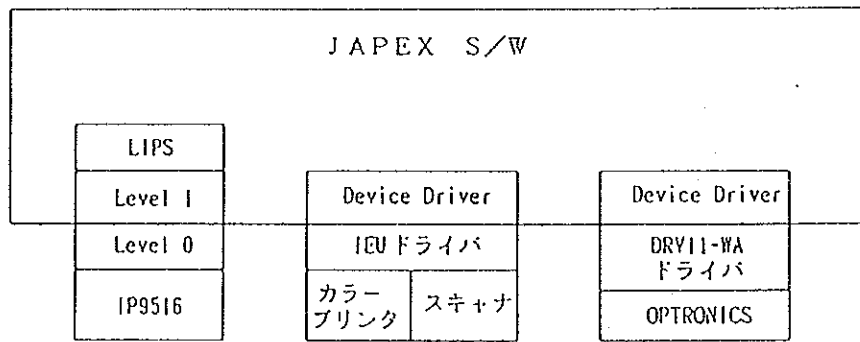 JAPEX S/W
LIPS
Level 1
Level 0
IP9516
Device Driver
IEUドライバ
カラー
プリンタ
スキャナ
Device Driver
DRV11-WA
ドライバ
OPTRONICS